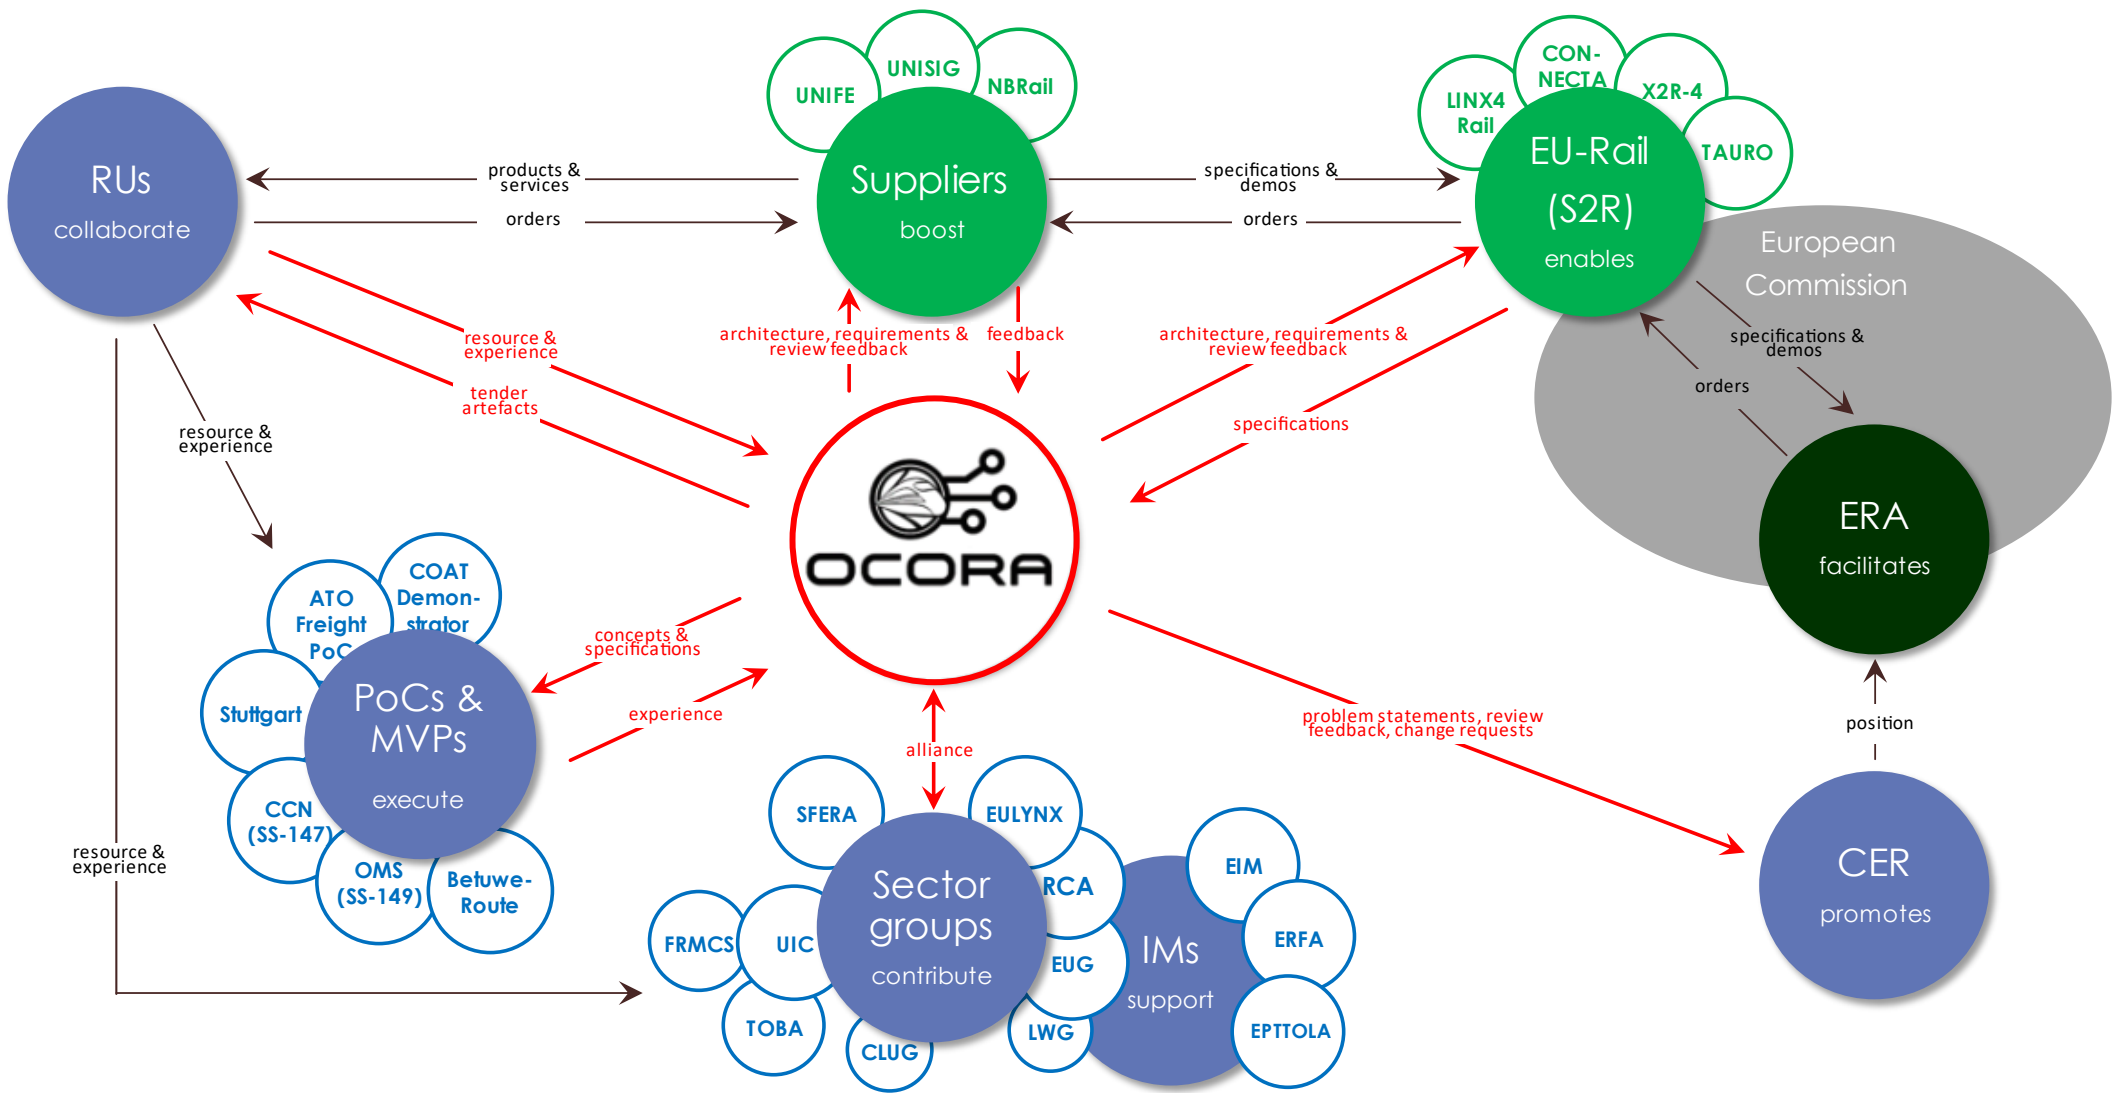 UNIFE
UNISIG
NBRail
LINX4
Rail
CON-
NECTA
X2R-4
TAURO
RUs
collaborate
products &
services
orders
Suppliers
boost
specifications &
demos
orders
EU-Rail
(S2R)
enables
European
Commission
specifications &
demos
orders
resource &
experience
tender
artefacts
architecture, requirements &
review feedback
feedback
architecture, requirements &
review feedback
specifications
resource &
experience
OCORA
ERA
facilitates
COAT
Demon-
strator
ATO
Freight
PoC
Stuttgart
PoCs &
MVPs
execute
CCN
(SS-147)
OMS
(SS-149)
Betuwe-
Route
concepts &
specifications
experience
alliance
problem statements, review
feedback, change requests
position
resource &
experience
SFERA
EULYNX
RCA
EIM
Sector
groups
contribute
FRMCS
UIC
TOBA
CLUG
EUG
LWG
IMs
support
ERFA
EPTTOLA
CER
promotes